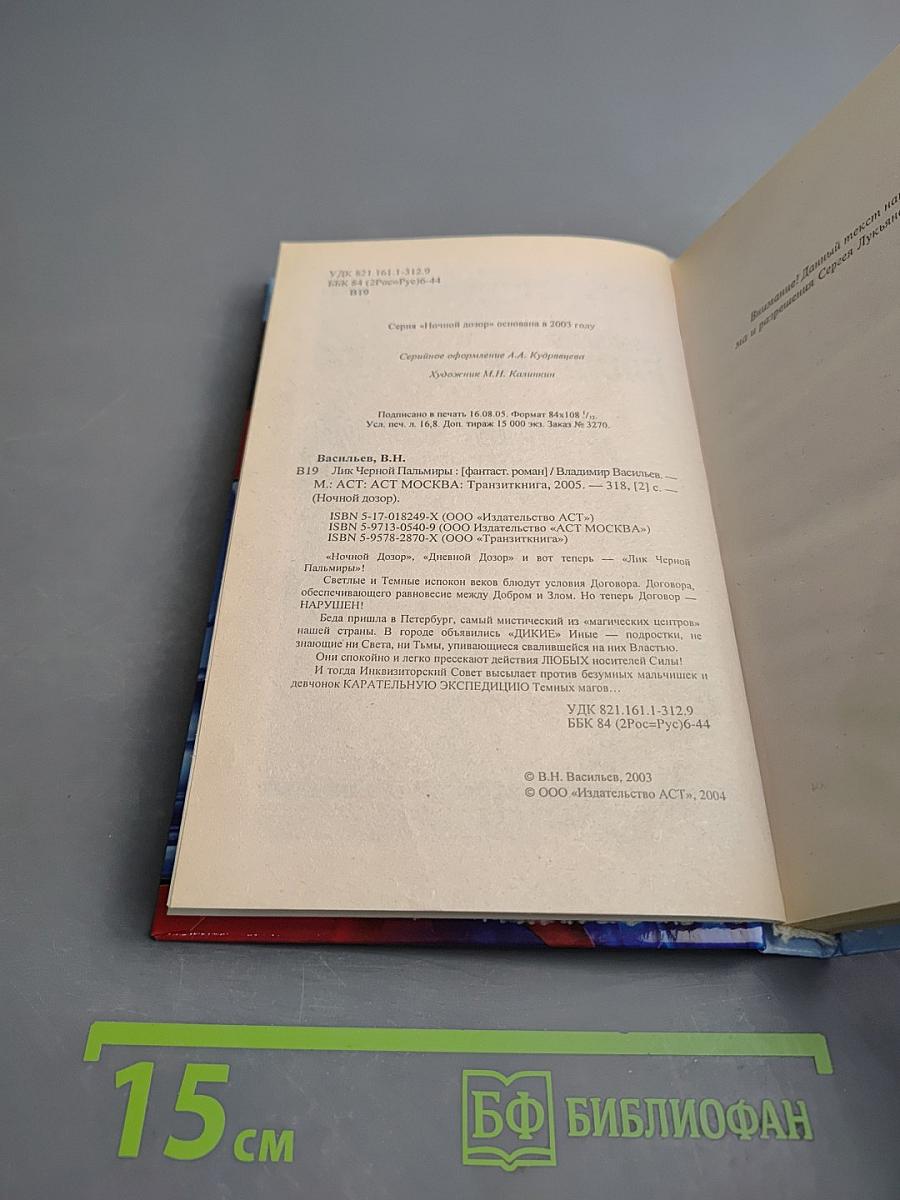 УДК 821.161.1-312.9
ББК 84 (2Рос=Рус)6-44
В19
Серия «Ночной дозор» основана в 2003 году
Серийное оформление А.А. Кудрявцева
Художник М.Н. Калинкин
Подписано в печать 16.08.05. Формат 84х108 1/32.
Усл. печ. л. 16,8. Доп. тираж 15 000 экз. Заказ № 3270.
Васильев, В.Н.
В19 Лик Черной Пальмиры : [фантаст. роман] / Владимир Васильев. —
М.: АСТ: АСТ МОСКВА: Транзиткнига, 2005. — 318, [2] с. —
(Ночной дозор).
ISBN 5-17-018249-X (ООО «Издательство АСТ»)
ISBN 5-9713-0540-9 (ООО Издательство «АСТ МОСКВА»)
ISBN 5-9578-2870-X (ООО «Транзиткнига»)
«Ночной Дозор», «Дневной Дозор» и вот теперь — «Лик Черной
Пальмиры»!
Светлые и Темные испокон веков блюдут условия Договора. Договора,
обеспечивающего равновесие между Добром и Злом. Но теперь Договор —
НАРУШЕН!
Беда пришла в Петербург, самый мистический из «магических центров»
нашей страны. В городе объявились «ДИКИЕ» Иные — подростки, не
знающие ни Света, ни Тьмы, упивающиеся свалившейся на них Властью.
Они спокойно и легко пресекают действия ЛЮБЫХ носителей Силы!
И тогда Инквизиторский Совет высылает против безумных мальчишек и
девчонок КАРАТЕЛЬНУЮ ЭКСПЕДИЦИЮ Темных магов...
УДК 821.161.1-312.9
ББК 84 (2Рос=Рус)6-44
© В.Н. Васильев, 2003
© ООО «Издательство АСТ», 2004
Внимание! Данный текст
ма и разрешения Сергея
15 см
БФ БИБЛИОФАН